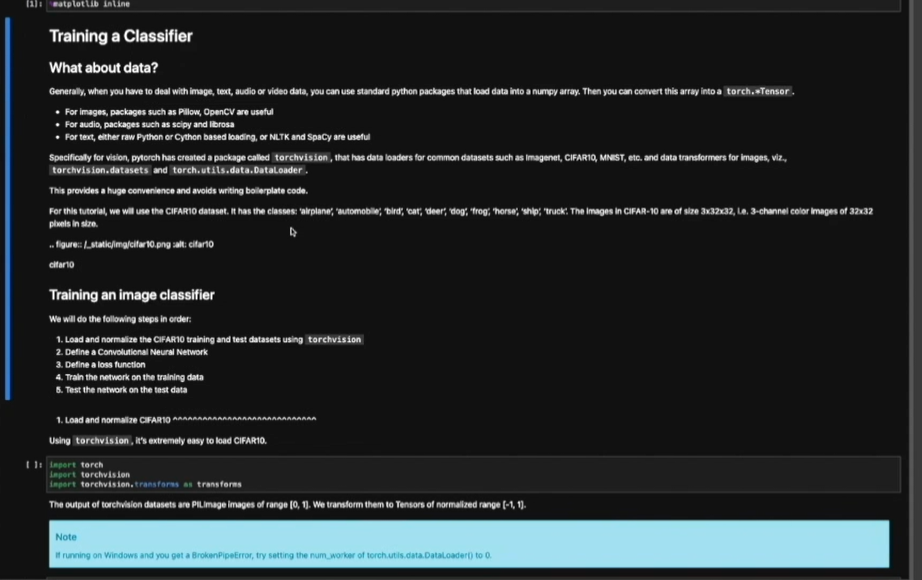 [1]: %matplotlib inline
Training a Classifier
What about data?
Generally, when you have to deal with image, text, audio or video data, you can use standard python packages that load data into a numpy array. Then you can convert this array into a torch.*Tensor .
• For images, packages such as Pillow, OpenCV are useful
• For audio, packages such as scipy and librosa
• For text, either raw Python or Cython based loading, or NLTK and SpaCy are useful
Specifically for vision, pytorch has created a package called torchvision , that has data loaders for common datasets such as Imagenet, CIFAR10, MNIST, etc. and data transformers for images, viz.,
torchvision.datasets and torch.utils.data.DataLoader .
This provides a huge convenience and avoids writing boilerplate code.
For this tutorial, we will use the CIFAR10 dataset. It has the classes: 'airplane', 'automobile', 'bird', 'cat', 'deer', 'dog', 'frog', 'horse', 'ship', 'truck'. The images in CIFAR-10 are of size 3x32x32, i.e. 3-channel color images of 32x32
pixels in size.
.. figure:: /_static/img/cifar10.png :alt: cifar10
cifar10
Training an image classifier
We will do the following steps in order:
1. Load and normalize the CIFAR10 training and test datasets using torchvision
2. Define a Convolutional Neural Network
3. Define a loss function
4. Train the network on the training data
5. Test the network on the test data
1. Load and normalize CIFAR10 ^^^^^^^^^^^^^^^^^^^^^^^^^^^^^
Using torchvision , it's extremely easy to load CIFAR10.
[ ]: import torch
import torchvision
import torchvision.transforms as transforms
The output of torchvision datasets are PILImage images of range [0, 1]. We transform them to Tensors of normalized range [-1, 1].
Note
If running on Windows and you get a BrokenPipeError, try setting the num_worker of torch.utils.data.DataLoader() to 0.